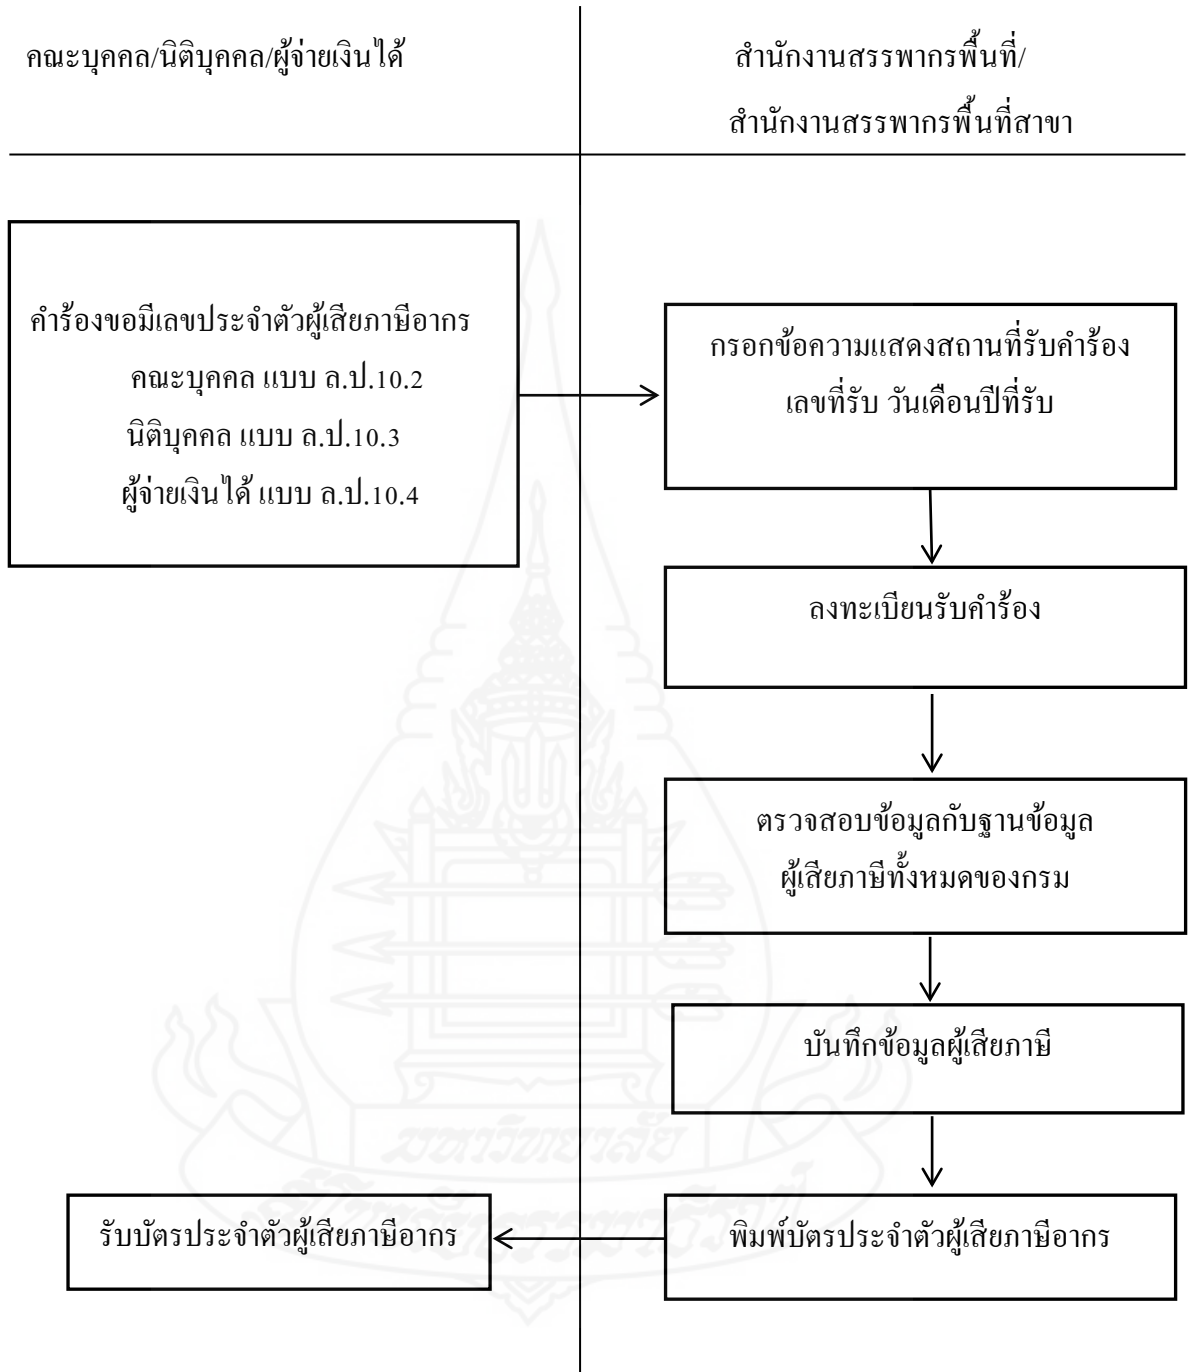 คณะบุคคล/นิติบุคคล/ผู้จ่ายเงินได้
สำนักงานสรรพากรพื้นที่/
สำนักงานสรรพากรพื้นที่สาขา
คำร้องขอมีเลขประจำตัวผู้เสียภาษีอากร
คณะบุคคล แบบ ล.ป.10.2
นิติบุคคล แบบ ล.ป.10.3
ผู้จ่ายเงินได้ แบบ ล.ป.10.4
กรอกข้อความแสดงสถานที่รับคำร้อง
เลขที่รับ วันเดือนปีที่รับ
ลงทะเบียนรับคำร้อง
ตรวจสอบข้อมูลกับฐานข้อมูล
ผู้เสียภาษีทั้งหมดของกรม
บันทึกข้อมูลผู้เสียภาษี
มหาวิทยาลัย
พิมพ์บัตรประจำตัวผู้เสียภาษีอากร
รับบัตรประจำตัวผู้เสียภาษีอากร